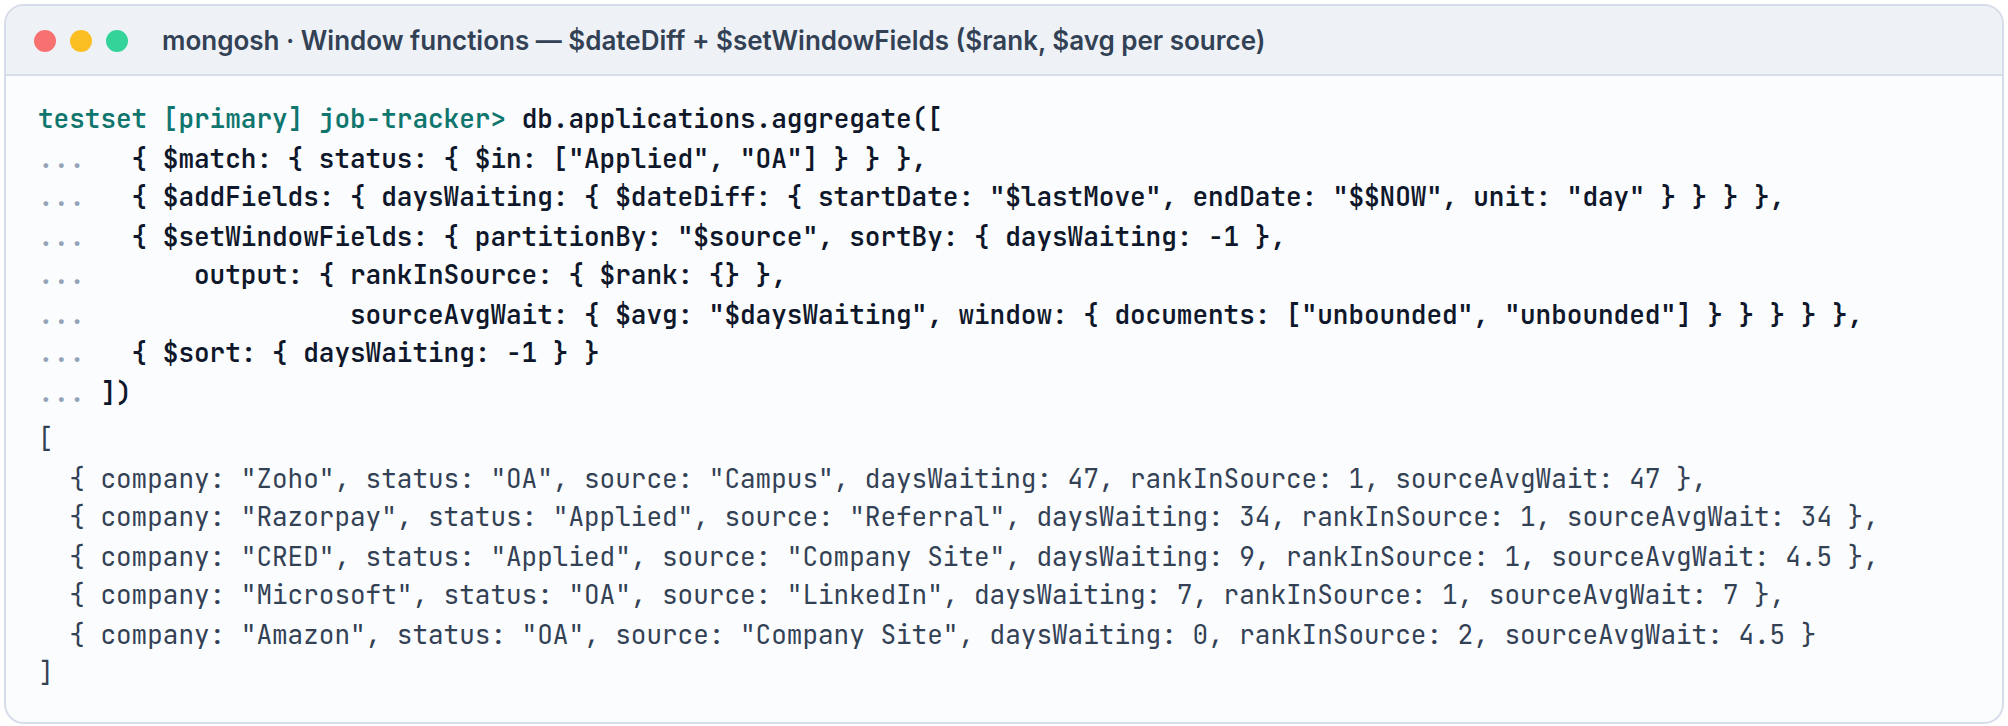 mongosh · Window functions — $dateDiff + $setWindowFields ($rank, $avg per source)
testset [primary] job-tracker> db.applications.aggregate([
...   { $match: { status: { $in: ["Applied", "OA"] } } },
...   { $addFields: { daysWaiting: { $dateDiff: { startDate: "$lastMove", endDate: "$$NOW", unit: "day" } } } },
...   { $setWindowFields: { partitionBy: "$source", sortBy: { daysWaiting: -1 },
...       output: { rankInSource: { $rank: {} },
...                 sourceAvgWait: { $avg: "$daysWaiting", window: { documents: ["unbounded", "unbounded"] } } } } },
...   { $sort: { daysWaiting: -1 } }
... ])
[
  { company: "Zoho", status: "OA", source: "Campus", daysWaiting: 47, rankInSource: 1, sourceAvgWait: 47 },
  { company: "Razorpay", status: "Applied", source: "Referral", daysWaiting: 34, rankInSource: 1, sourceAvgWait: 34 },
  { company: "CRED", status: "Applied", source: "Company Site", daysWaiting: 9, rankInSource: 1, sourceAvgWait: 4.5 },
  { company: "Microsoft", status: "OA", source: "LinkedIn", daysWaiting: 7, rankInSource: 1, sourceAvgWait: 7 },
  { company: "Amazon", status: "OA", source: "Company Site", daysWaiting: 0, rankInSource: 2, sourceAvgWait: 4.5 }
]